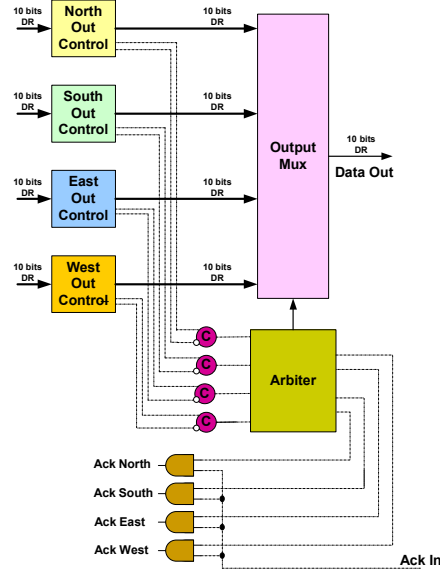 10 bits
DR
North
Out
Control
10 bits
DR
10 bits
DR
South
Out
Control
10 bits
DR
Output
Mux
10 bits
DR
Data Out
10 bits
DR
East
Out
Control
10 bits
DR
10 bits
DR
West
Out
Control
10 bits
DR
C
C
C
C
Arbiter
Ack North
Ack South
Ack East
Ack West
Ack In